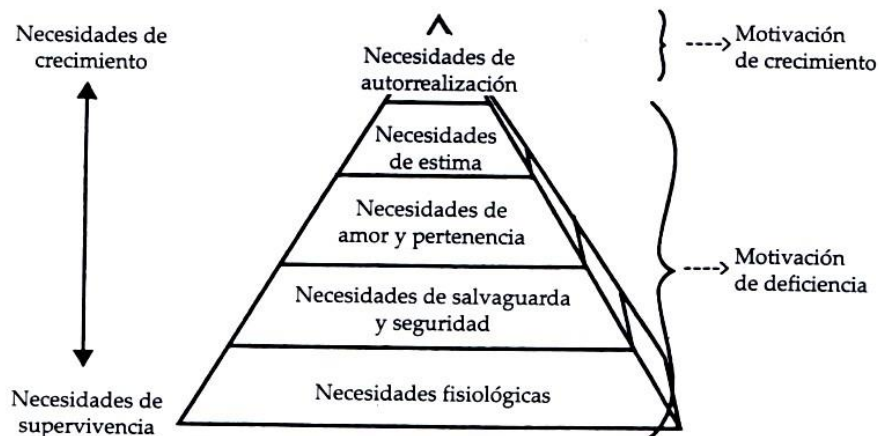 Necesidades de
crecimiento
Necesidades de
autorrealización
Motivación
de crecimiento
Necesidades
de estima
Necesidades de
amor y pertenencia
Motivación
de deficiencia
Necesidades de salvaguarda
y seguridad
Necesidades fisiológicas
Necesidades de
supervivencia